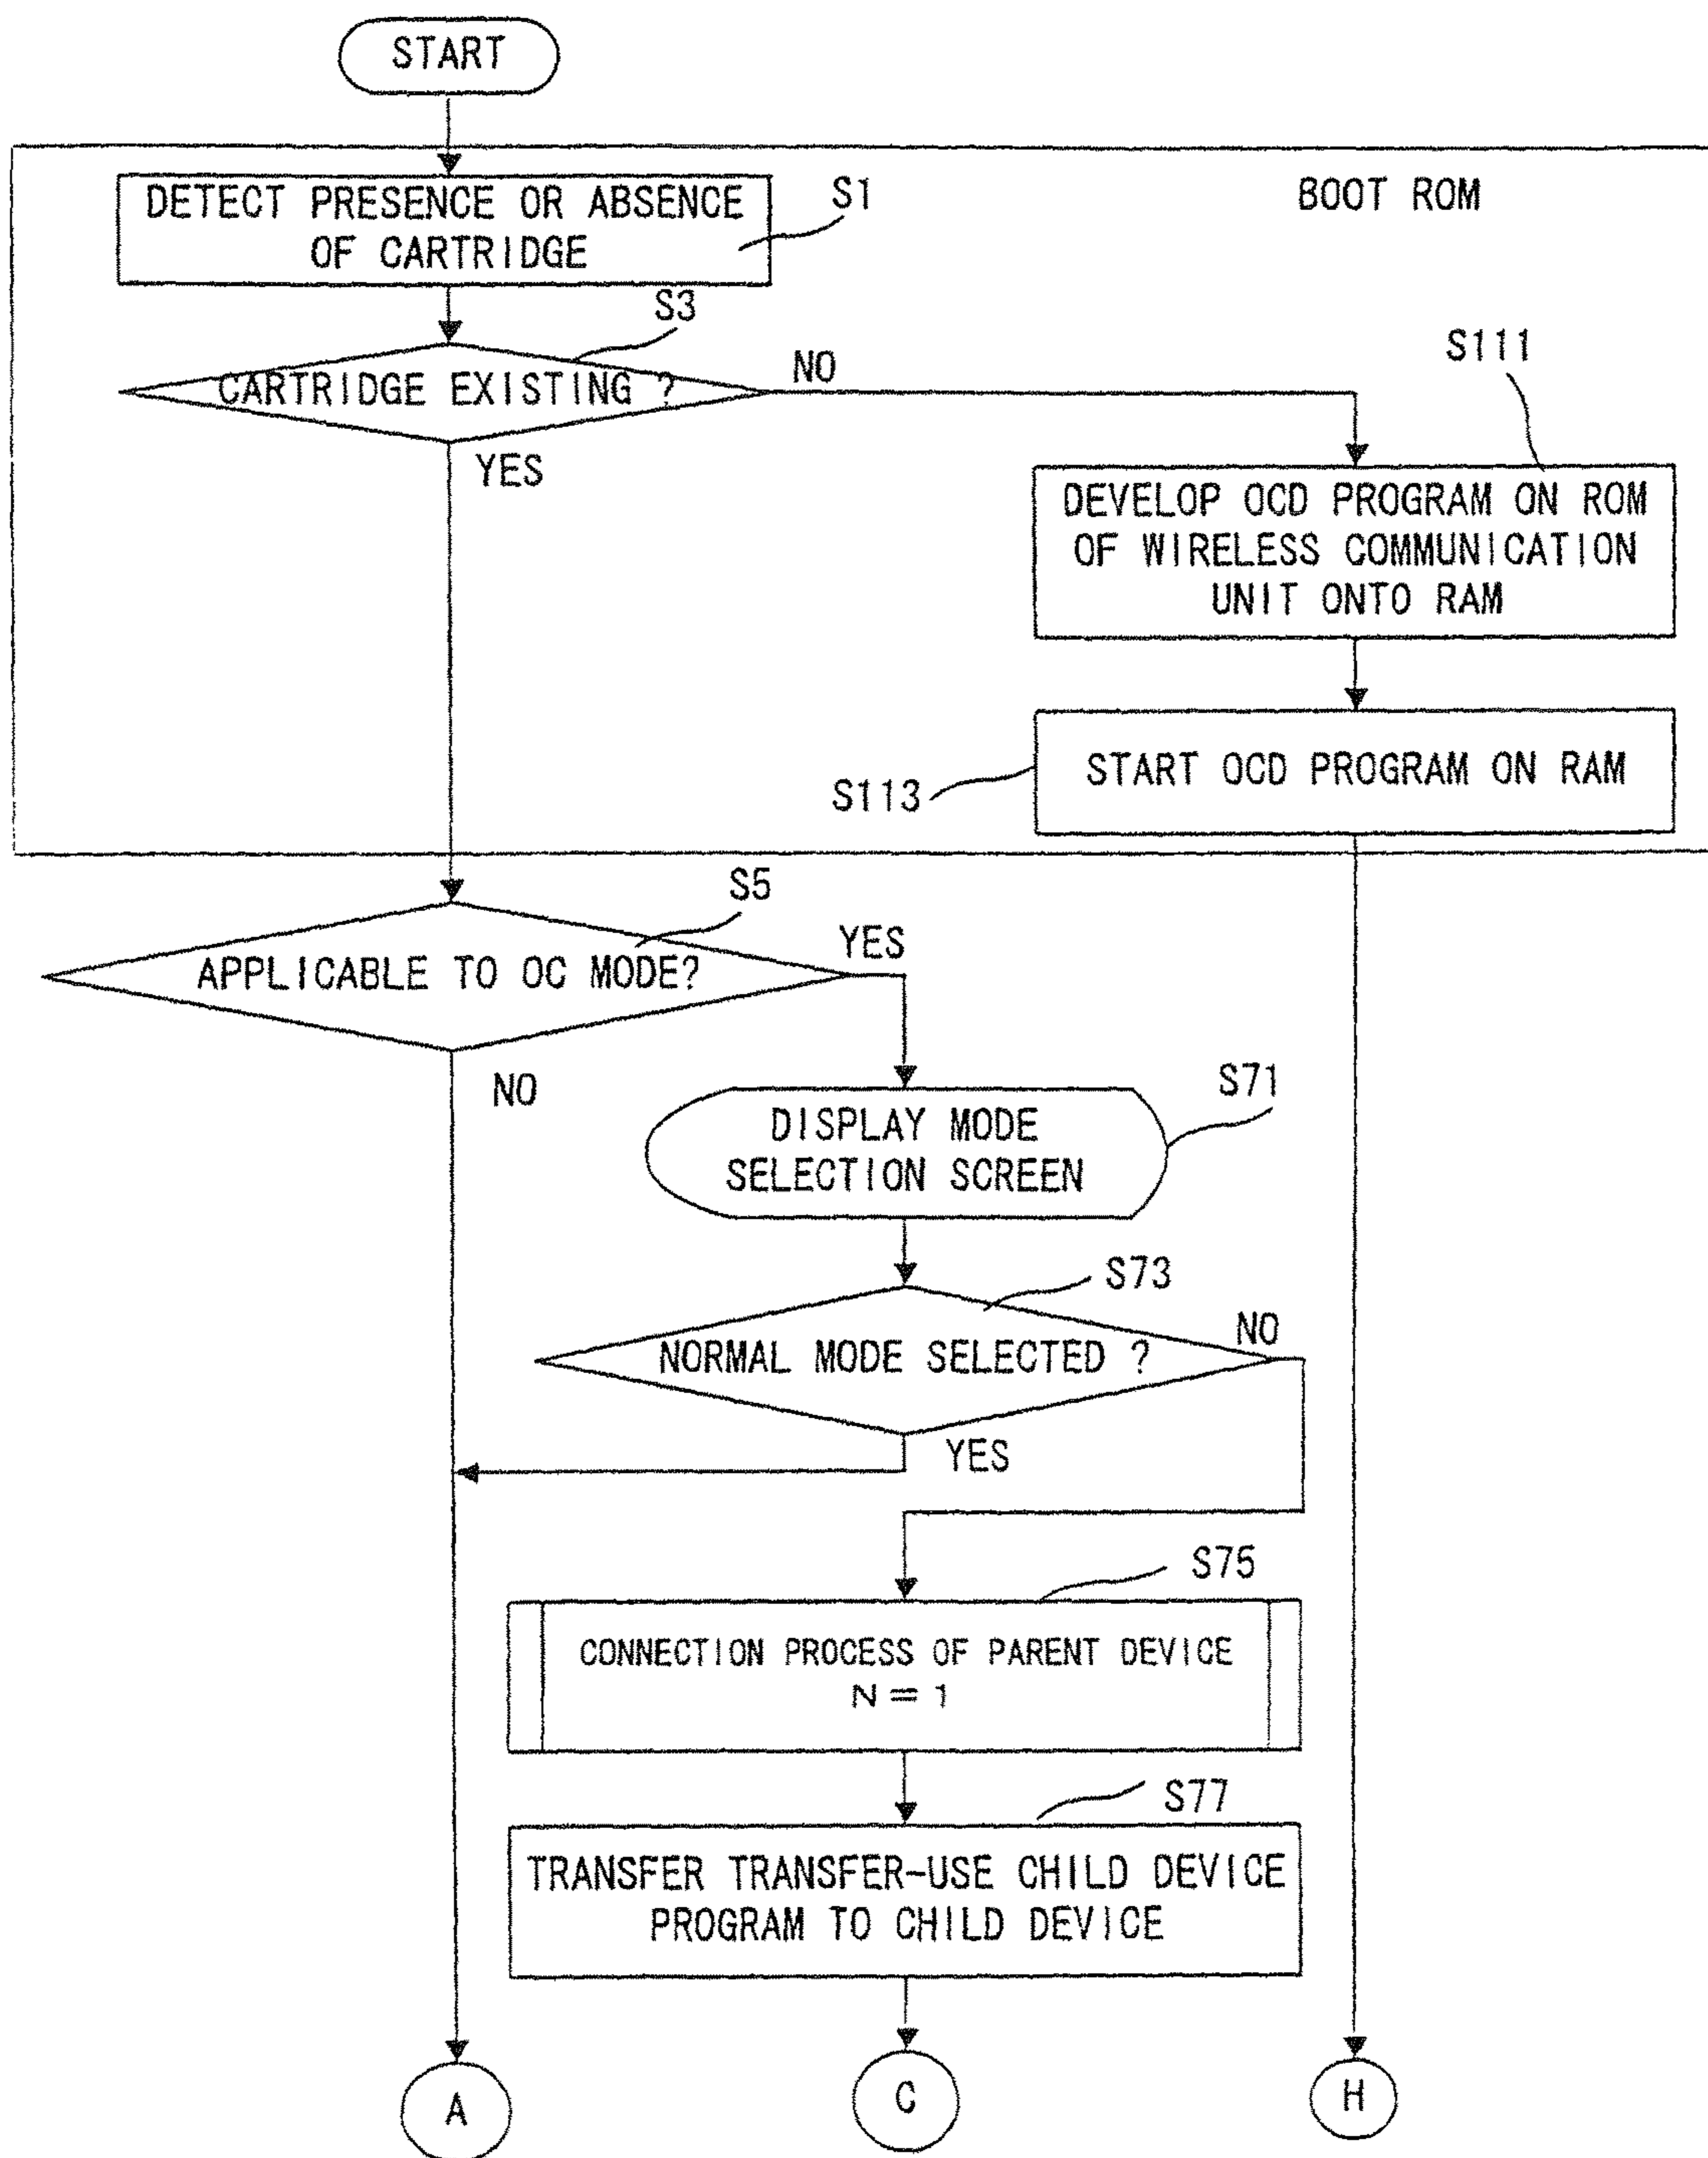 START
BOOT ROM
DETECT PRESENCE OR ABSENCE
OF CARTRIDGE
S1
S3
CARTRIDGE EXISTING ?
NO
YES
S111
DEVELOP OCD PROGRAM ON ROM
OF WIRELESS COMMUNICATION
UNIT ONTO RAM
S113
START OCD PROGRAM ON RAM
S5
APPLICABLE TO OC MODE?
YES
NO
S71
DISPLAY MODE
SELECTION SCREEN
S73
NORMAL MODE SELECTED ?
NO
YES
S75
CONNECTION PROCESS OF PARENT DEVICE
N = 1
S77
TRANSFER TRANSFER-USE CHILD DEVICE
PROGRAM TO CHILD DEVICE
A
C
H